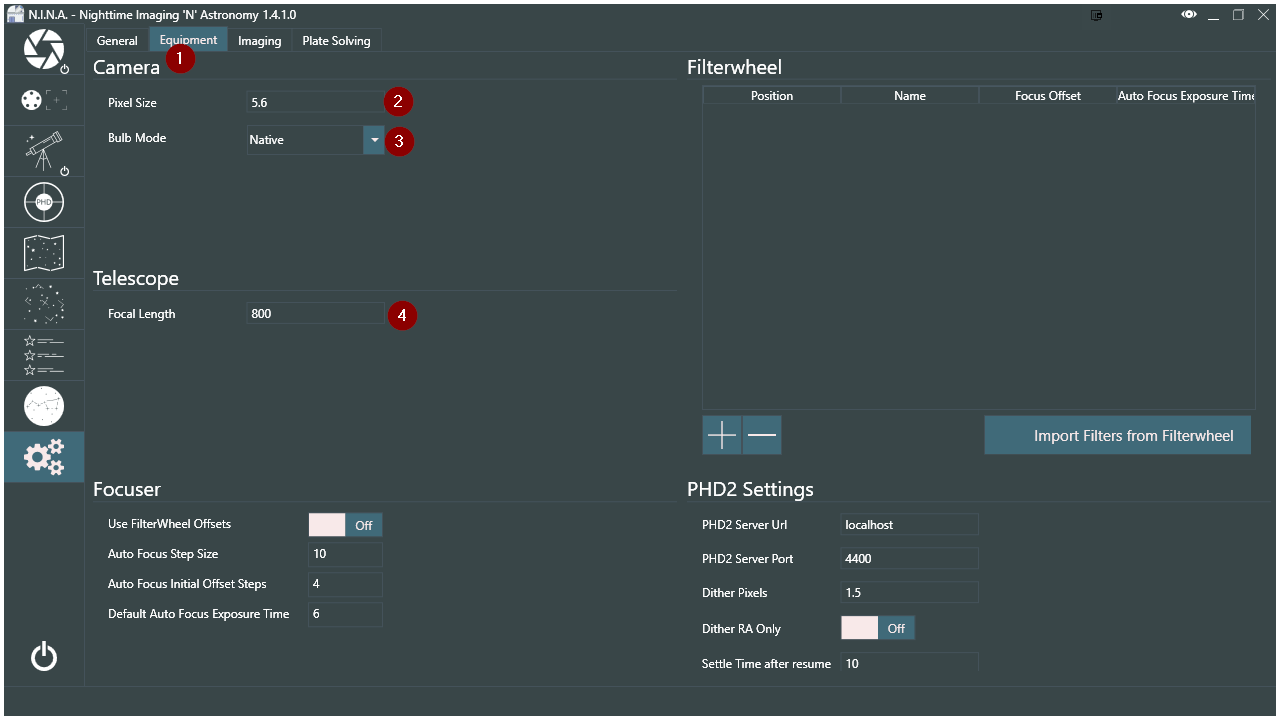 N.I.N.A. - Nighttime Imaging 'N' Astronomy 1.4.1.0
General Equipment Imaging Plate Solving
1
Camera
Pixel Size 5.6 2
Bulb Mode Native 3
PHD
Telescope
Focal Length 800 4
Filterwheel
Position Name Focus Offset Auto Focus Exposure Time
Import Filters from Filterwheel
Focuser
Use FilterWheel Offsets Off
Auto Focus Step Size 10
Auto Focus Initial Offset Steps 4
Default Auto Focus Exposure Time 6
PHD2 Settings
PHD2 Server Url localhost
PHD2 Server Port 4400
Dither Pixels 1.5
Dither RA Only Off
Settle Time after resume 10